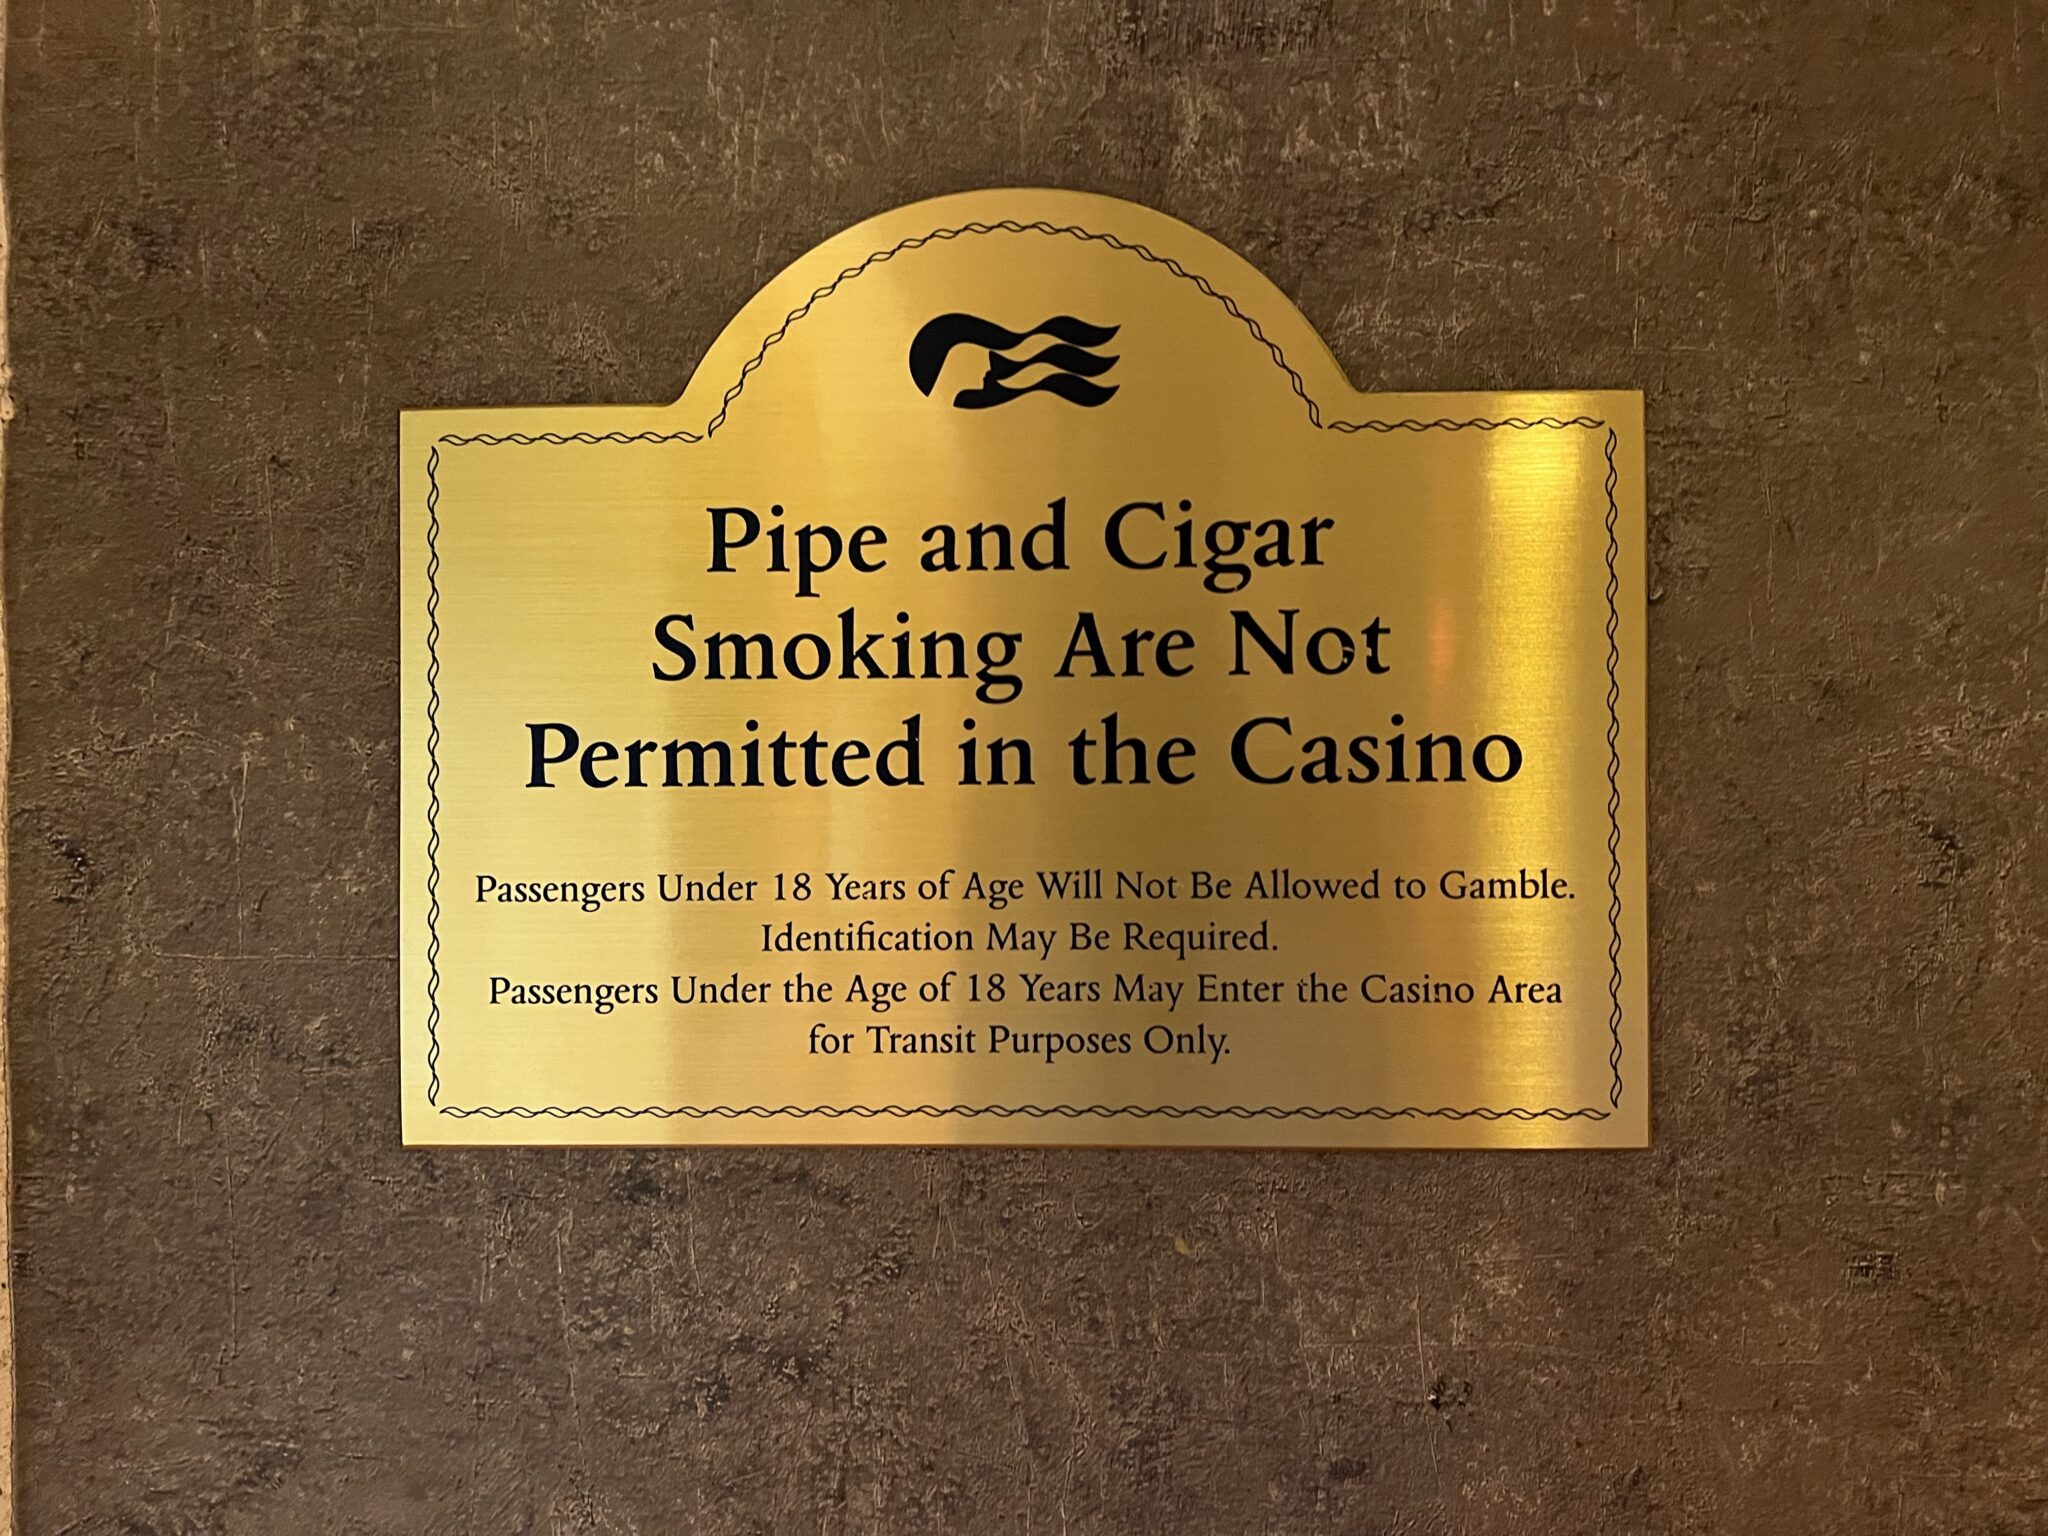 Pipe and Cigar
Smoking Are Not
Permitted in the Casino
Passengers Under 18 Years of Age Will Not Be Allowed to Gamble.
Identification May Be Required.
Passengers Under the Age of 18 Years May Enter the Casino Area
for Transit Purposes Only.